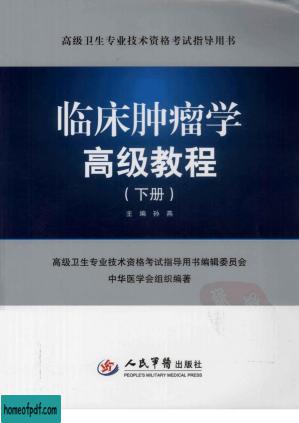 高级卫生专业技术资格考试指导用书
临床肿瘤学
高级教程
(下册)
主 编 孙 燕
高级卫生专业技术资格考试指导用书编辑委员会
中华医学会组织编著
人民军医出版社
PEOPLE'S MILITARY MEDICAL PRESS
homeofpdf.com
homeofpdf.com